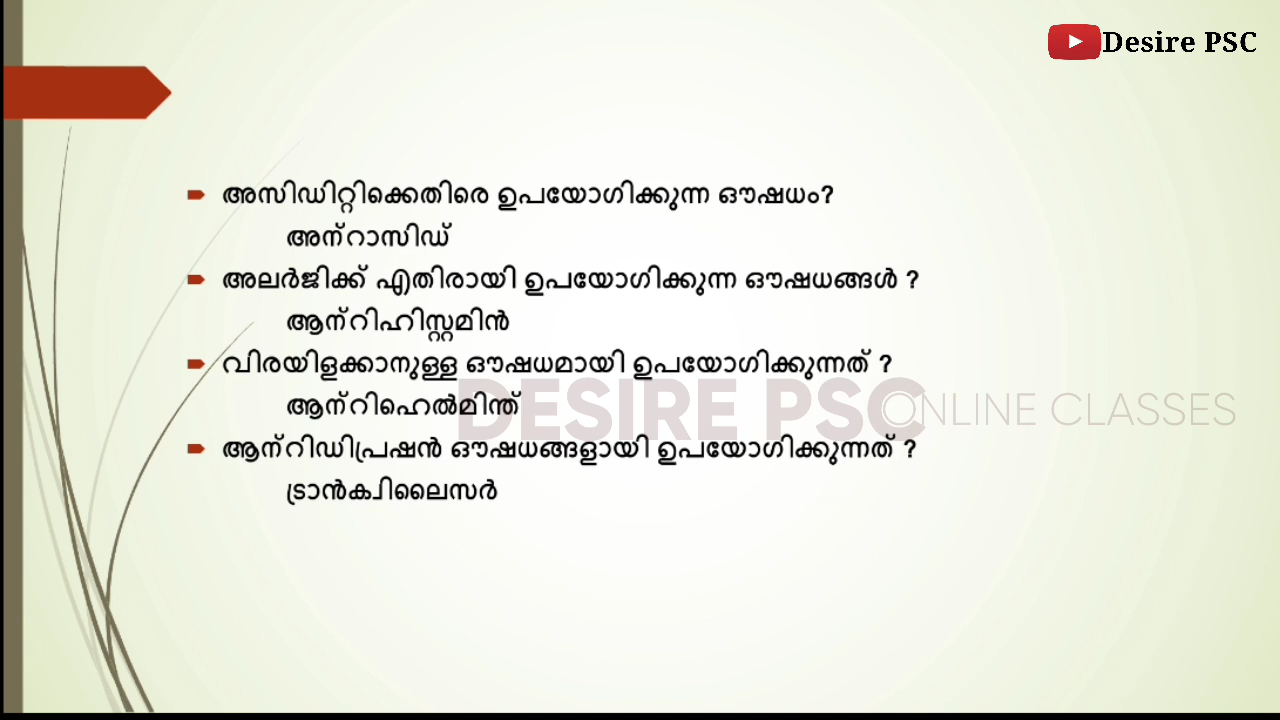 Desire PSC
അസിഡിറ്റിക്കെതിരെ ഉപയോഗിക്കുന്ന ഔഷധം?
അന്റാസിഡ്
അലർജിക്ക് എതിരായി ഉപയോഗിക്കുന്ന ഔഷധങ്ങൾ ?
ആന്റിഹിസ്റ്റമിൻ
വിരയിളക്കാനുള്ള ഔഷധമായി ഉപയോഗിക്കുന്നത് ?
ആന്റിഹെൽമിന്ത്
DESIRE PSC ONLINE CLASSES
ആന്റിഡിപ്രഷൻ ഔഷധങ്ങളായി ഉപയോഗിക്കുന്നത് ?
ട്രാൻക്വിലൈസർ